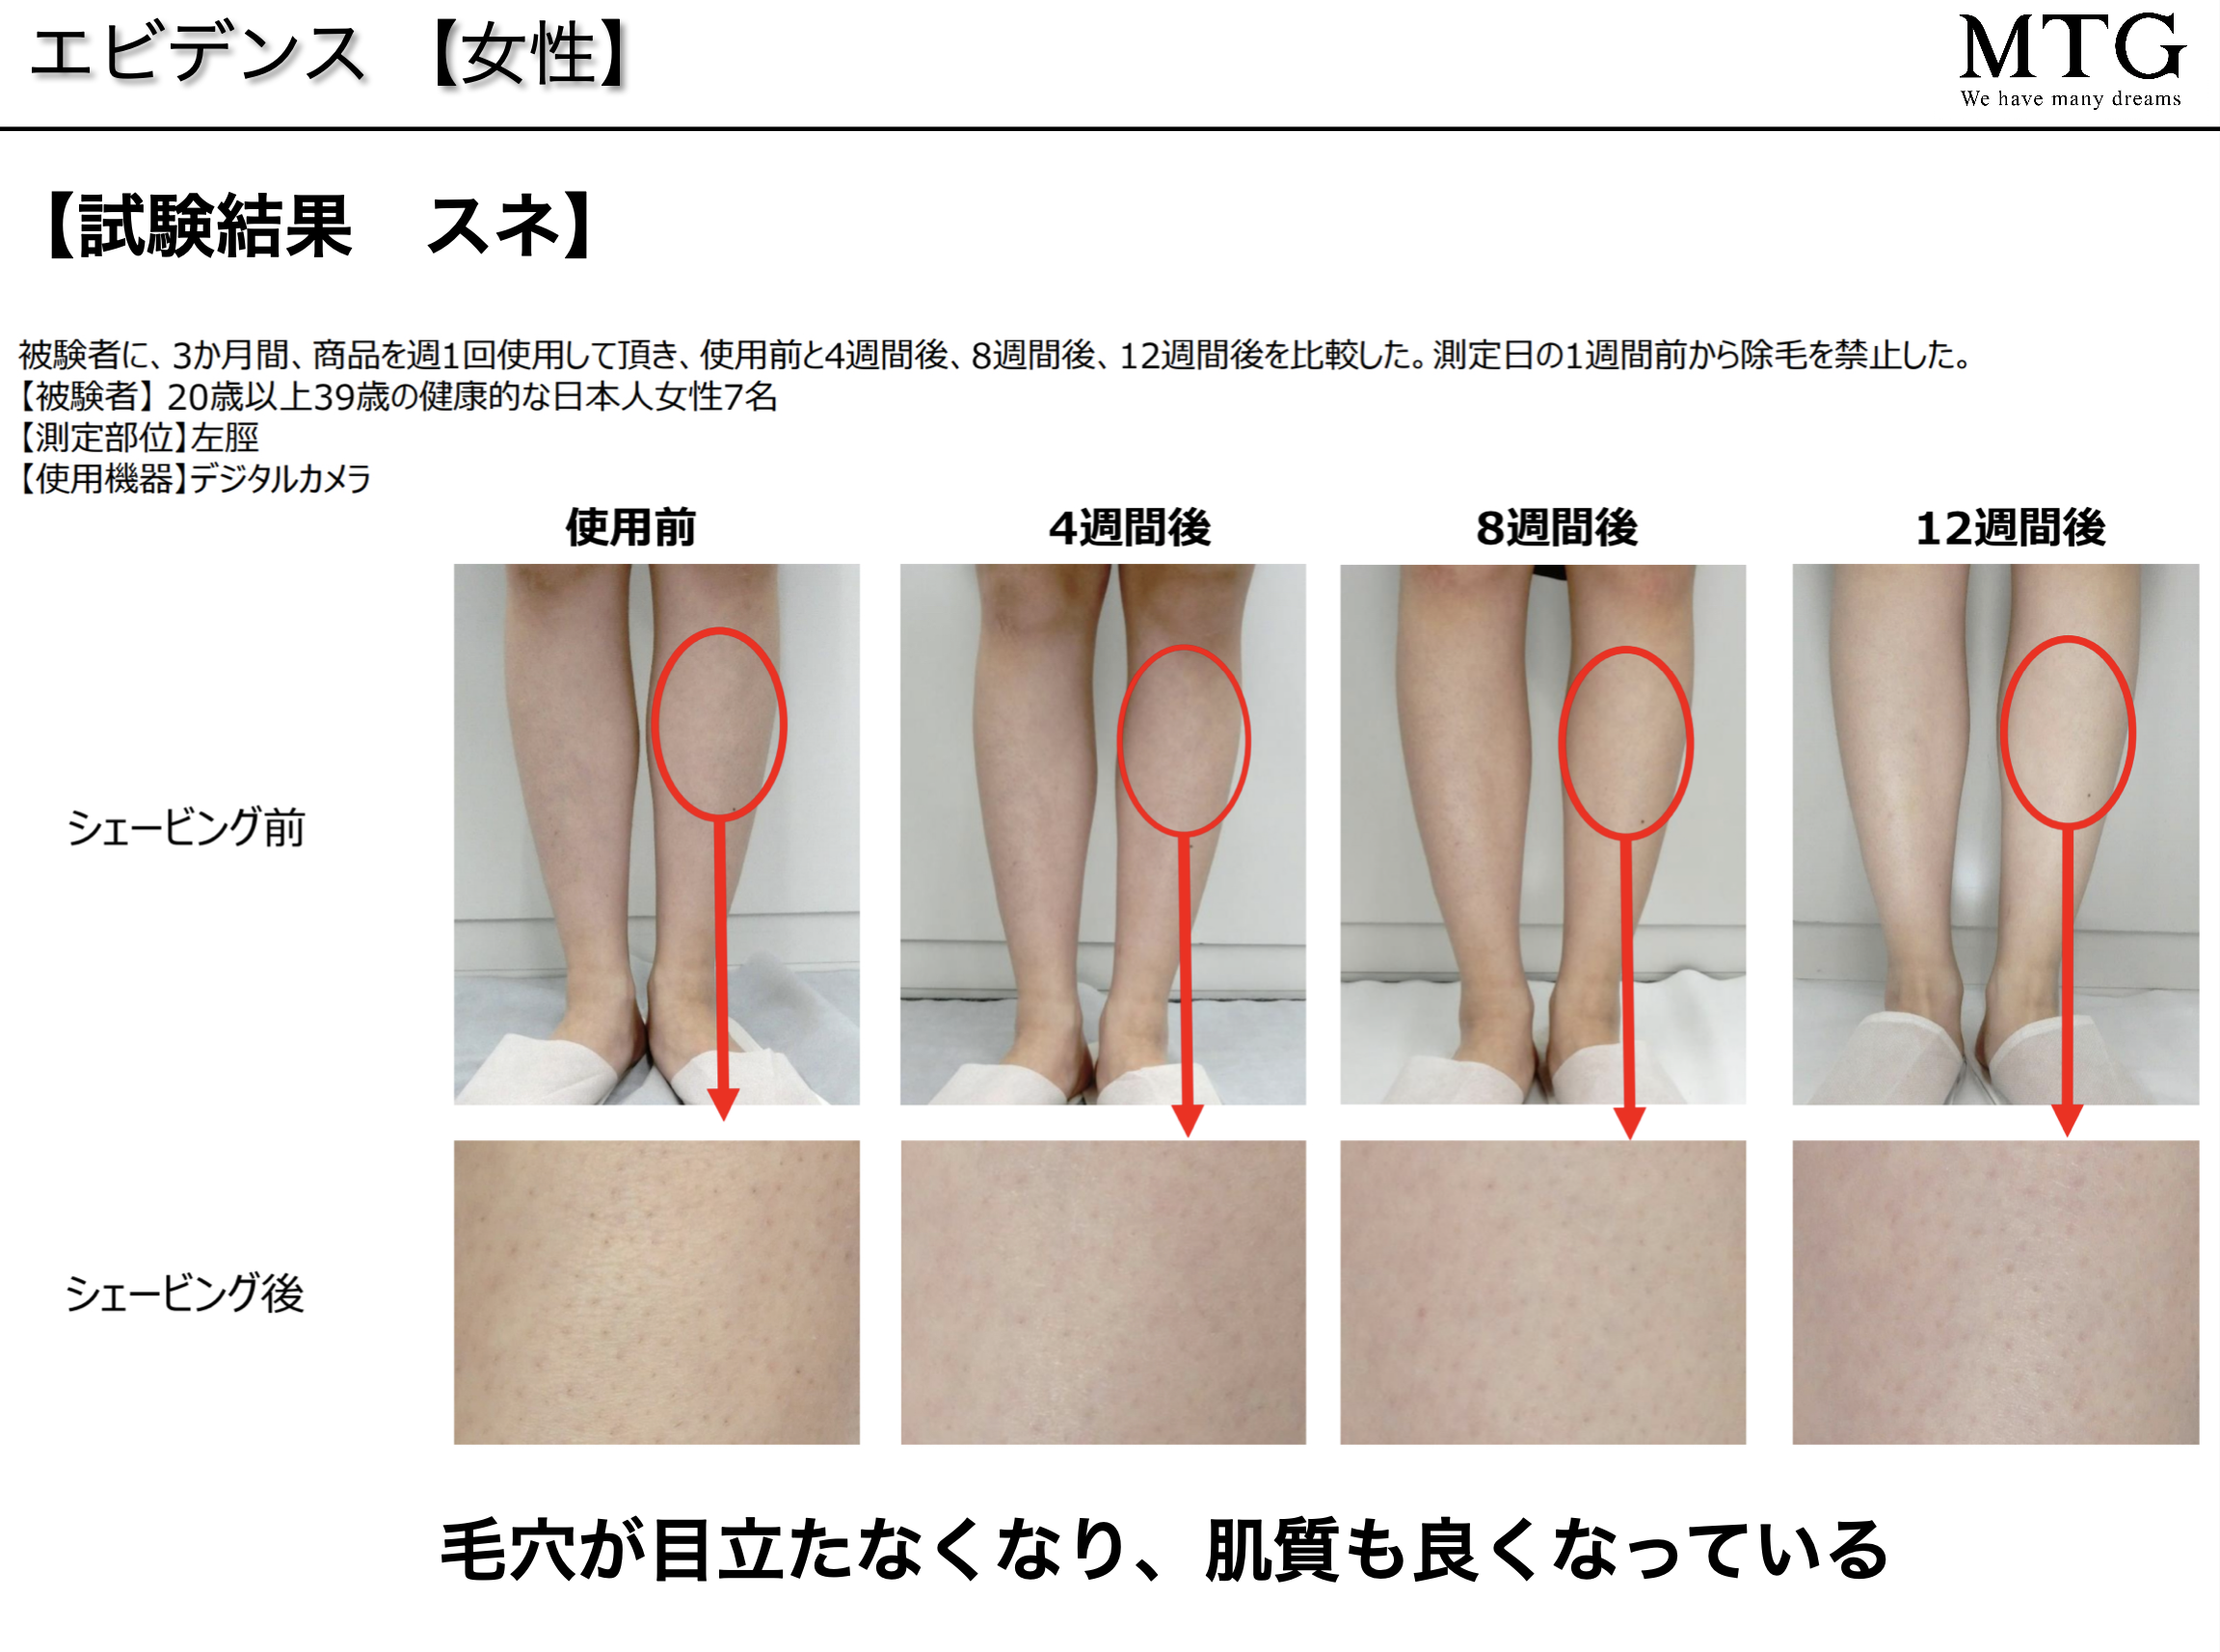 エビデンス 【女性】
MTG
We have many dreams
【試験結果　スネ】
被験者に、3か月間、商品を週1回使用して頂き、使用前と4週間後、8週間後、12週間後を比較した。測定日の1週間前から除毛を禁止した。
【被験者】 20歳以上39歳の健康的な日本人女性7名
【測定部位】左脛
【使用機器】デジタルカメラ
使用前
4週間後
8週間後
12週間後
シェービング前
シェービング後
毛穴が目立たなくなり、肌質も良くなっている